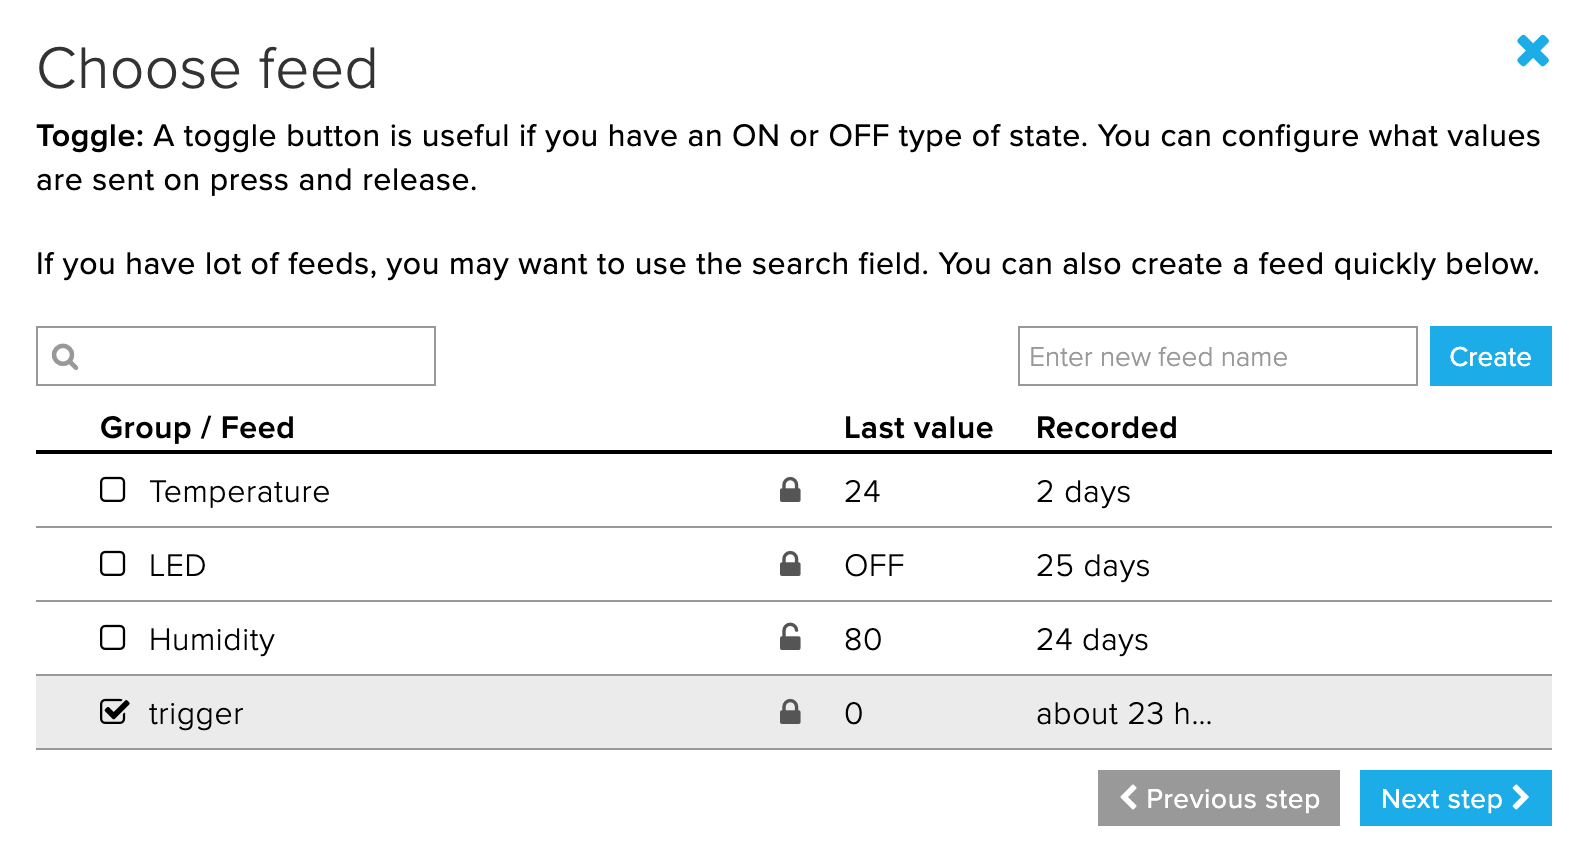 Choose feed
Toggle: A toggle button is useful if you have an ON or OFF type of state. You can configure what values
are sent on press and release.
If you have lot of feeds, you may want to use the search field. You can also create a feed quickly below.
Enter new feed name Create
Group / Feed Last value Recorded
Temperature 24 2 days
LED OFF 25 days
Humidity 80 24 days
trigger 0 about 23 h...
Previous step Next step